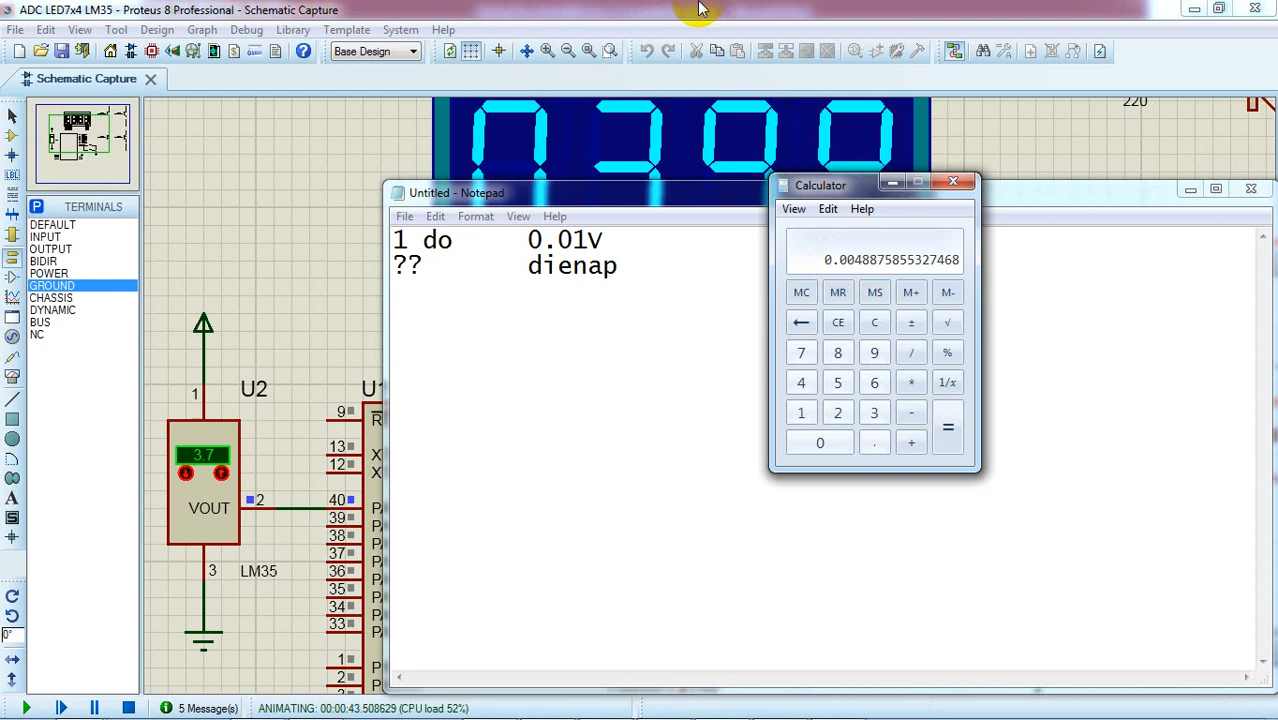 ADC LED7x4 LM35 - Proteus 8 Professional - Schematic Capture
File Edit View Tool Design Graph Debug Library Template System Help
Base Design
Schematic Capture
220
P TERMINALS
DEFAULT
INPUT
OUTPUT
BIDIR
POWER
GROUND
CHASSIS
DYNAMIC
BUS
NC
LBL
A
S
0°
Untitled - Notepad
File Edit Format View Help
1 do 0.01V
?? dienap
Calculator
View Edit Help
0.0048875855327468
MC MR MS M+ M-
← CE C ± √
7 8 9 / %
4 5 6 * 1/x
1 2 3 - =
0 . +
1
U2
3.7
VOUT
2
3
LM35
9
13
12
40
39
38
37
36
35
34
33
1
2
5 Message(s)
ANIMATING: 00:00:43.508629 (CPU load 52%)